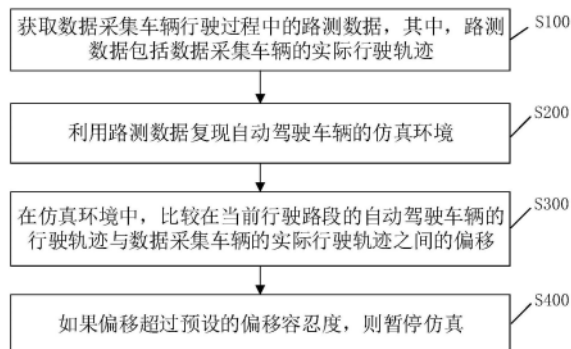 获取数据采集车辆行驶过程中的路测数据，其中，路测
数据包括数据采集车辆的实际行驶轨迹
S100
利用路测数据复现自动驾驶车辆的仿真环境
S200
在仿真环境中，比较在当前行驶路段的自动驾驶车辆的
行驶轨迹与数据采集车辆的实际行驶轨迹之间的偏移
S300
如果偏移超过预设的偏移容忍度，则暂停仿真
S400